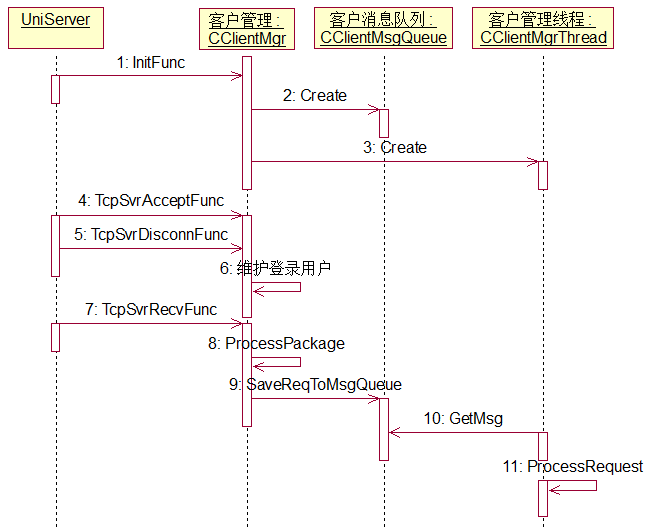 UniServer
客户管理 :
CClientMgr
客户消息队列 :
CClientMsgQueue
客户管理线程 :
CClientMgrThread
1: InitFunc
2: Create
3: Create
4: TcpSvrAcceptFunc
5: TcpSvrDisconnFunc
6: 维护登录用户
7: TcpSvrRecvFunc
8: ProcessPackage
9: SaveReqToMsgQueue
10: GetMsg
11: ProcessRequest